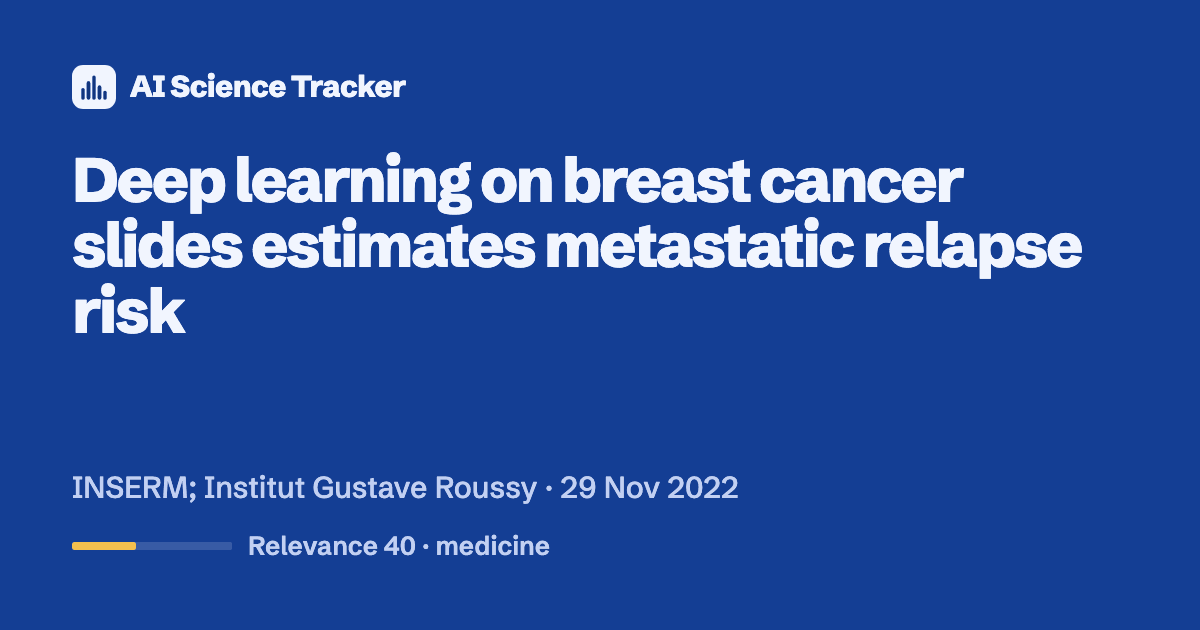 AI Science Tracker
Deep learning on breast cancer
slides estimates metastatic relapse
risk
INSERM; Institut Gustave Roussy · 29 Nov 2022
Relevance 40 · medicine